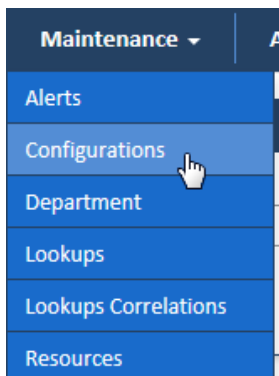 Maintenance
Alerts
Configurations
Department
Lookups
Lookups Correlations
Resources